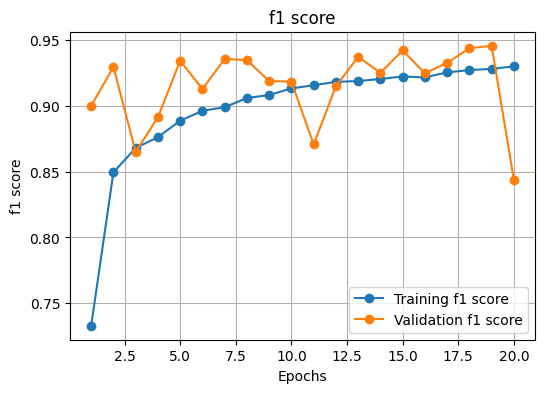 f1 score
f1 score
0.95
0.90
0.85
0.80
0.75
2.5 5.0 7.5 10.0 12.5 15.0 17.5 20.0
Epochs
Training f1 score
Validation f1 score